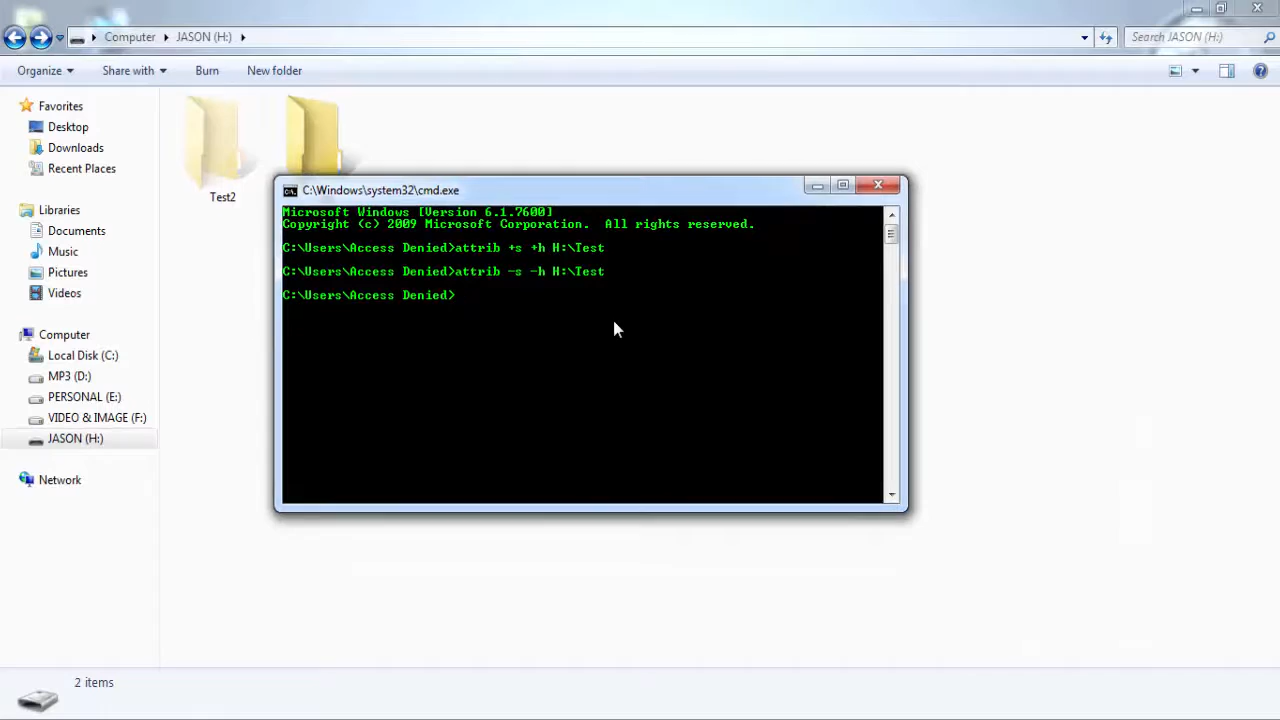 Computer
JASON (H:)
Search JASON (H:)
Organize
Share with
Burn
New folder
Favorites
Desktop
Downloads
Recent Places
Libraries
Documents
Music
Pictures
Videos
Computer
Local Disk (C:)
MP3 (D:)
PERSONAL (E:)
VIDEO & IMAGE (F:)
JASON (H:)
Network
Test2
C:\Windows\system32\cmd.exe
Microsoft Windows [Version 6.1.7600]
Copyright (c) 2009 Microsoft Corporation.  All rights reserved.
C:\Users\Access Denied>attrib +s +h H:\Test
C:\Users\Access Denied>attrib -s -h H:\Test
C:\Users\Access Denied>
2 items